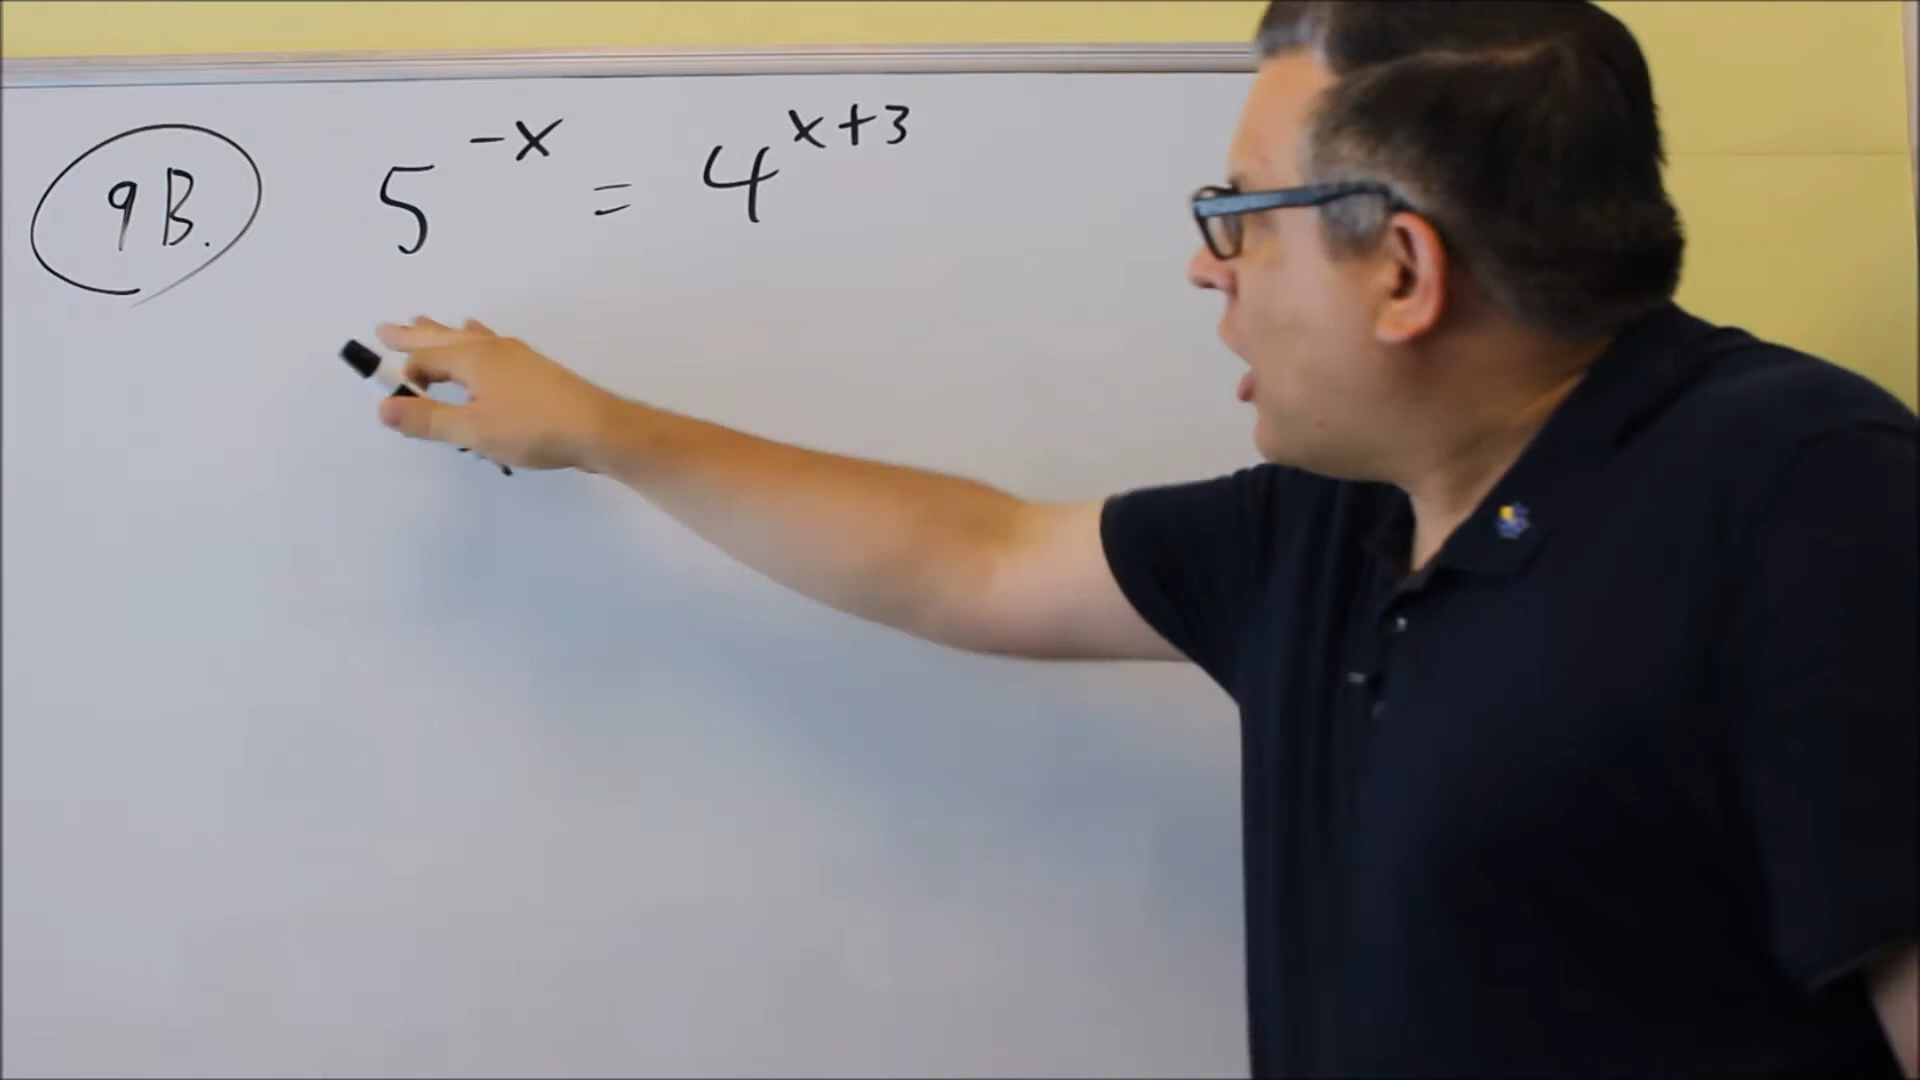 9B. 5^{-x} = 4^{x+3}